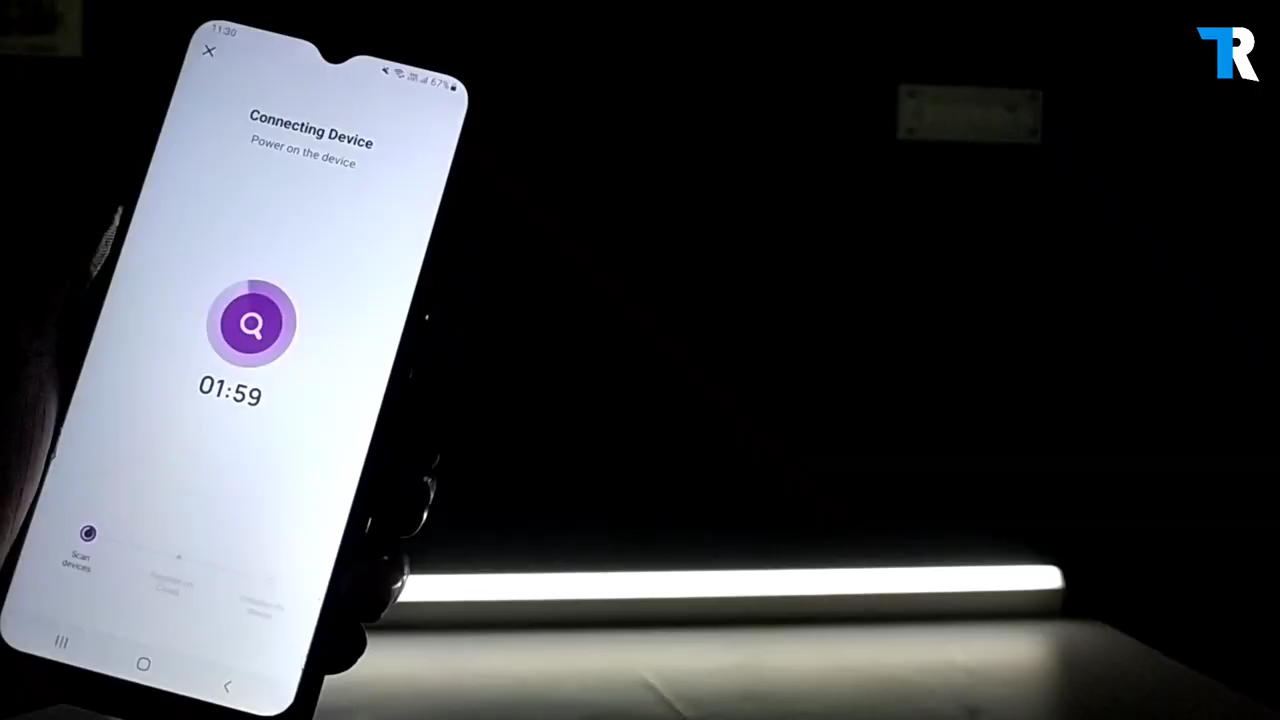 11:30
67%
Connecting Device
Power on the device
01:59
Scan
devices
TR